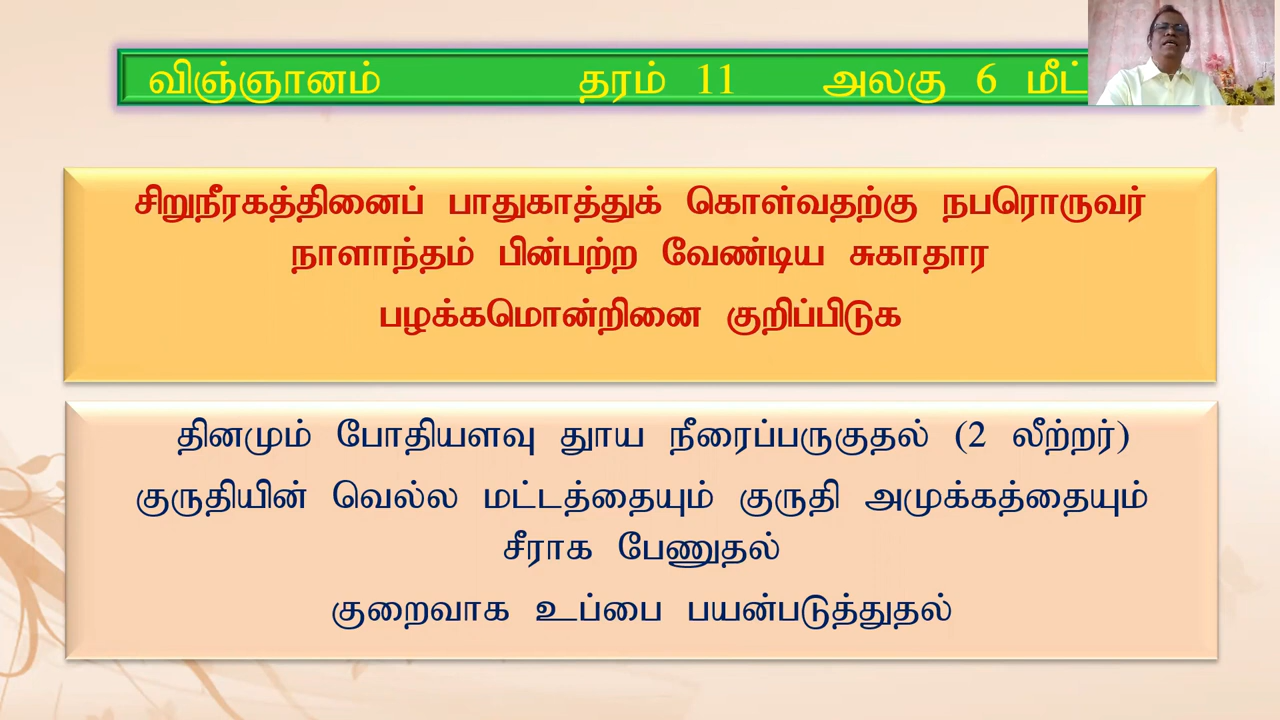 விஞ்ஞானம் தரம் 11 அலகு 6 மீட்
சிறுநீரகத்தினைப் பாதுகாத்துக் கொள்வதற்கு நபரொருவர்
நாளாந்தம் பின்பற்ற வேண்டிய சுகாதார
பழக்கமொன்றினை குறிப்பிடுக
தினமும் போதியளவு தூய நீரைப்பருகுதல் (2 லீற்றர்)
குருதியின் வெல்ல மட்டத்தையும் குருதி அமுக்கத்தையும்
சீராக பேணுதல்
குறைவாக உப்பை பயன்படுத்துதல்